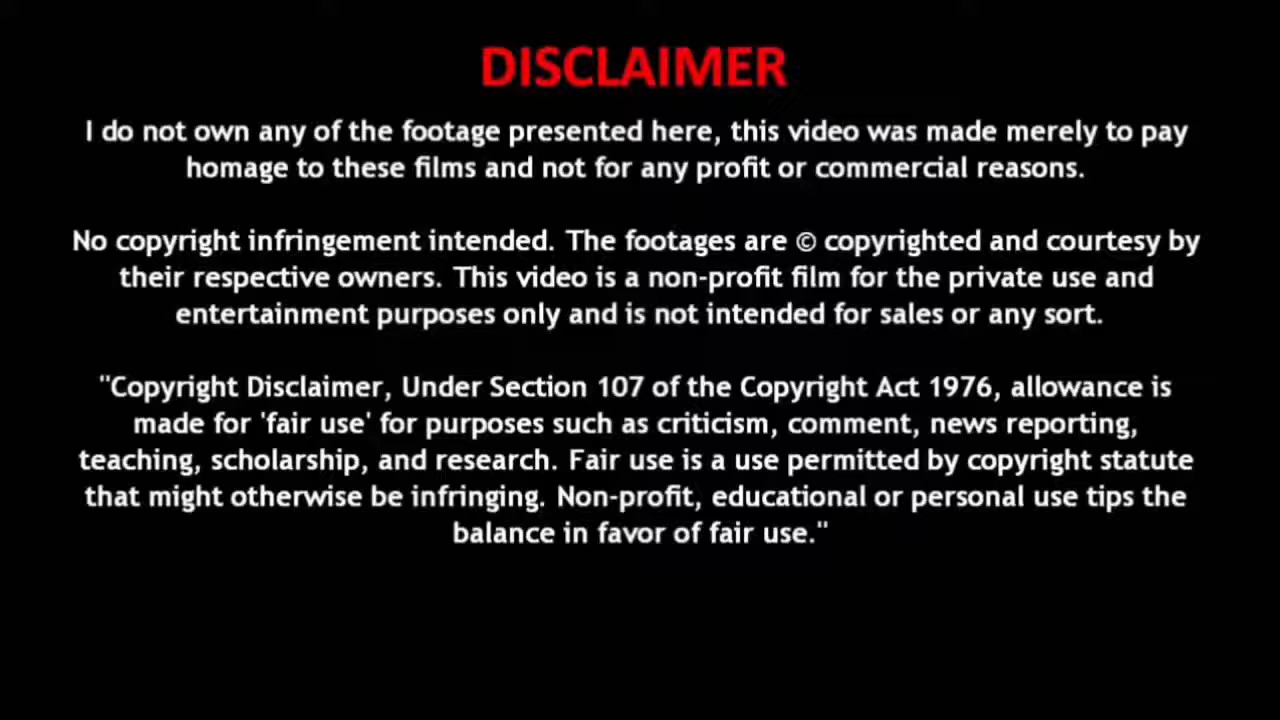 DISCLAIMER
I do not own any of the footage presented here, this video was made merely to pay
homage to these films and not for any profit or commercial reasons.
No copyright infringement intended. The footages are © copyrighted and courtesy by
their respective owners. This video is a non-profit film for the private use and
entertainment purposes only and is not intended for sales or any sort.
"Copyright Disclaimer, Under Section 107 of the Copyright Act 1976, allowance is
made for 'fair use' for purposes such as criticism, comment, news reporting,
teaching, scholarship, and research. Fair use is a use permitted by copyright statute
that might otherwise be infringing. Non-profit, educational or personal use tips the
balance in favor of fair use."